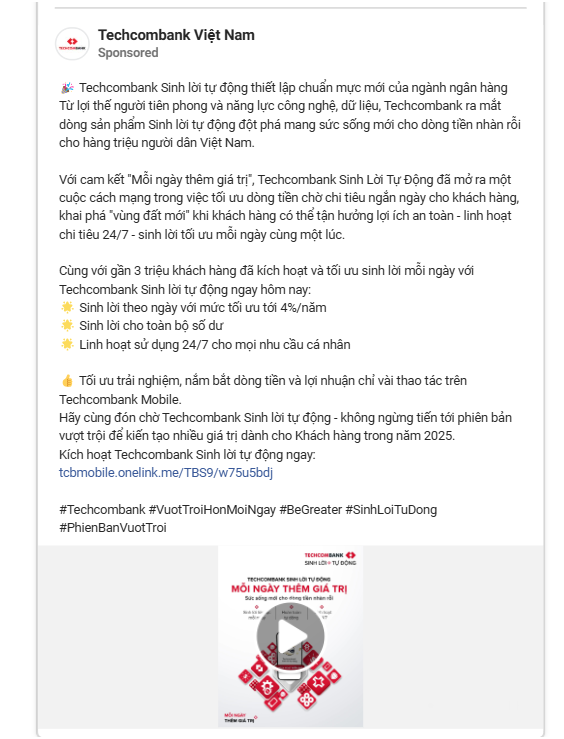 Techcombank Việt Nam
Sponsored
🎉 Techcombank Sinh lời tự động thiết lập chuẩn mực mới của ngành ngân hàng
Từ lợi thế người tiên phong và năng lực công nghệ, dữ liệu, Techcombank ra mắt
dòng sản phẩm Sinh lời tự động đột phá mang sức sống mới cho dòng tiền nhàn rỗi
cho hàng triệu người dân Việt Nam.
Với cam kết "Mỗi ngày thêm giá trị", Techcombank Sinh Lời Tự Động đã mở ra một
cuộc cách mạng trong việc tối ưu dòng tiền chờ chi tiêu ngắn ngày cho khách hàng,
khai phá "vùng đất mới" khi khách hàng có thể tận hưởng lợi ích an toàn - linh hoạt
chi tiêu 24/7 - sinh lời tối ưu mỗi ngày cùng một lúc.
Cùng với gần 3 triệu khách hàng đã kích hoạt và tối ưu sinh lời mỗi ngày với
Techcombank Sinh lời tự động ngay hôm nay:
🌟 Sinh lời theo ngày với mức tối ưu tới 4%/năm
🌟 Sinh lời cho toàn bộ số dư
🌟 Linh hoạt sử dụng 24/7 cho mọi nhu cầu cá nhân
👍 Tối ưu trải nghiệm, nắm bắt dòng tiền và lợi nhuận chỉ vài thao tác trên
Techcombank Mobile.
Hãy cùng đón chờ Techcombank Sinh lời tự động - không ngừng tiến tới phiên bản
vượt trội để kiến tạo nhiều giá trị dành cho Khách hàng trong năm 2025.
Kích hoạt Techcombank Sinh lời tự động ngay:
tcbmobile.onelink.me/TBS9/w75u5bdj
#Techcombank #VuotTroiHonMoiNgay #BeGreater #SinhLoiTuDong
#PhienBanVuotTroi
TECHCOMBANK
SINH LỜI TỰ ĐỘNG
TECHCOMBANK SINH LỜI TỰ ĐỘNG
MỖI NGÀY THÊM GIÁ TRỊ
Sức sống mới cho dòng tiền nhàn rỗi
MỖI NGÀY
THÊM GIÁ TRỊ